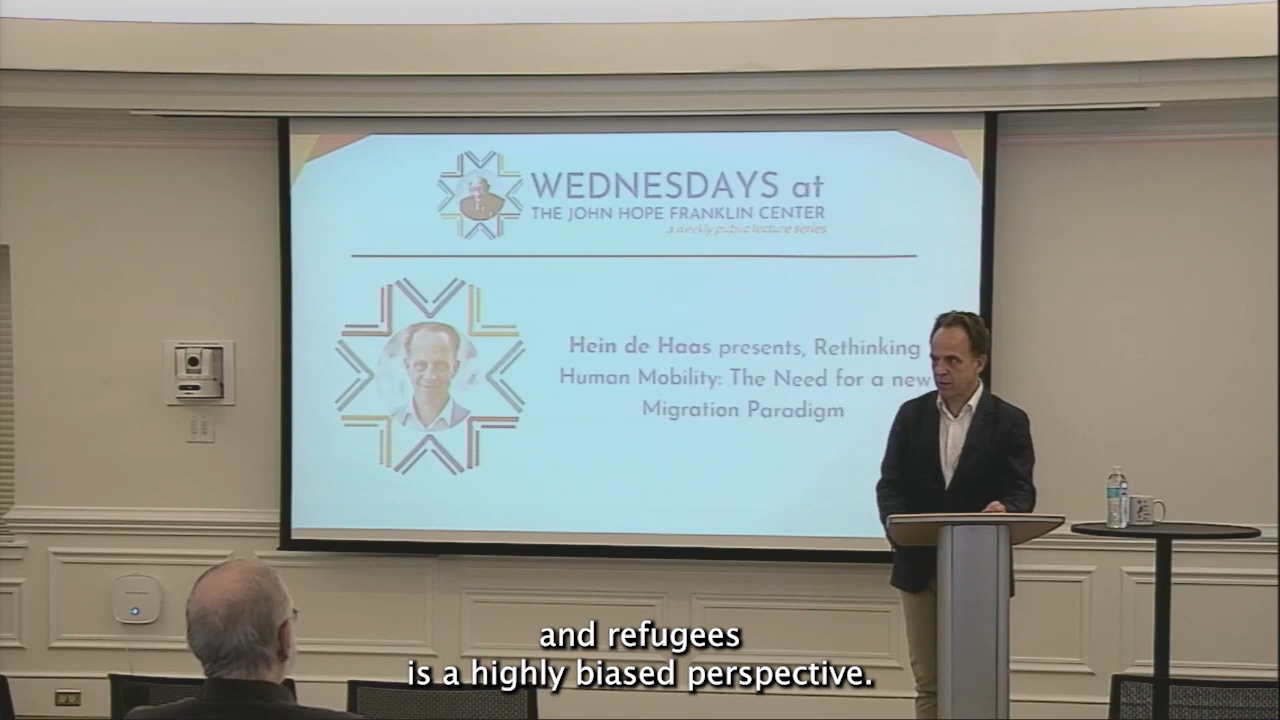 WEDNESDAYS at
THE JOHN HOPE FRANKLIN CENTER
a weekly public lecture series
Hein de Haas presents, Rethinking
Human Mobility: The Need for a new
Migration Paradigm
and refugees
is a highly biased perspective.